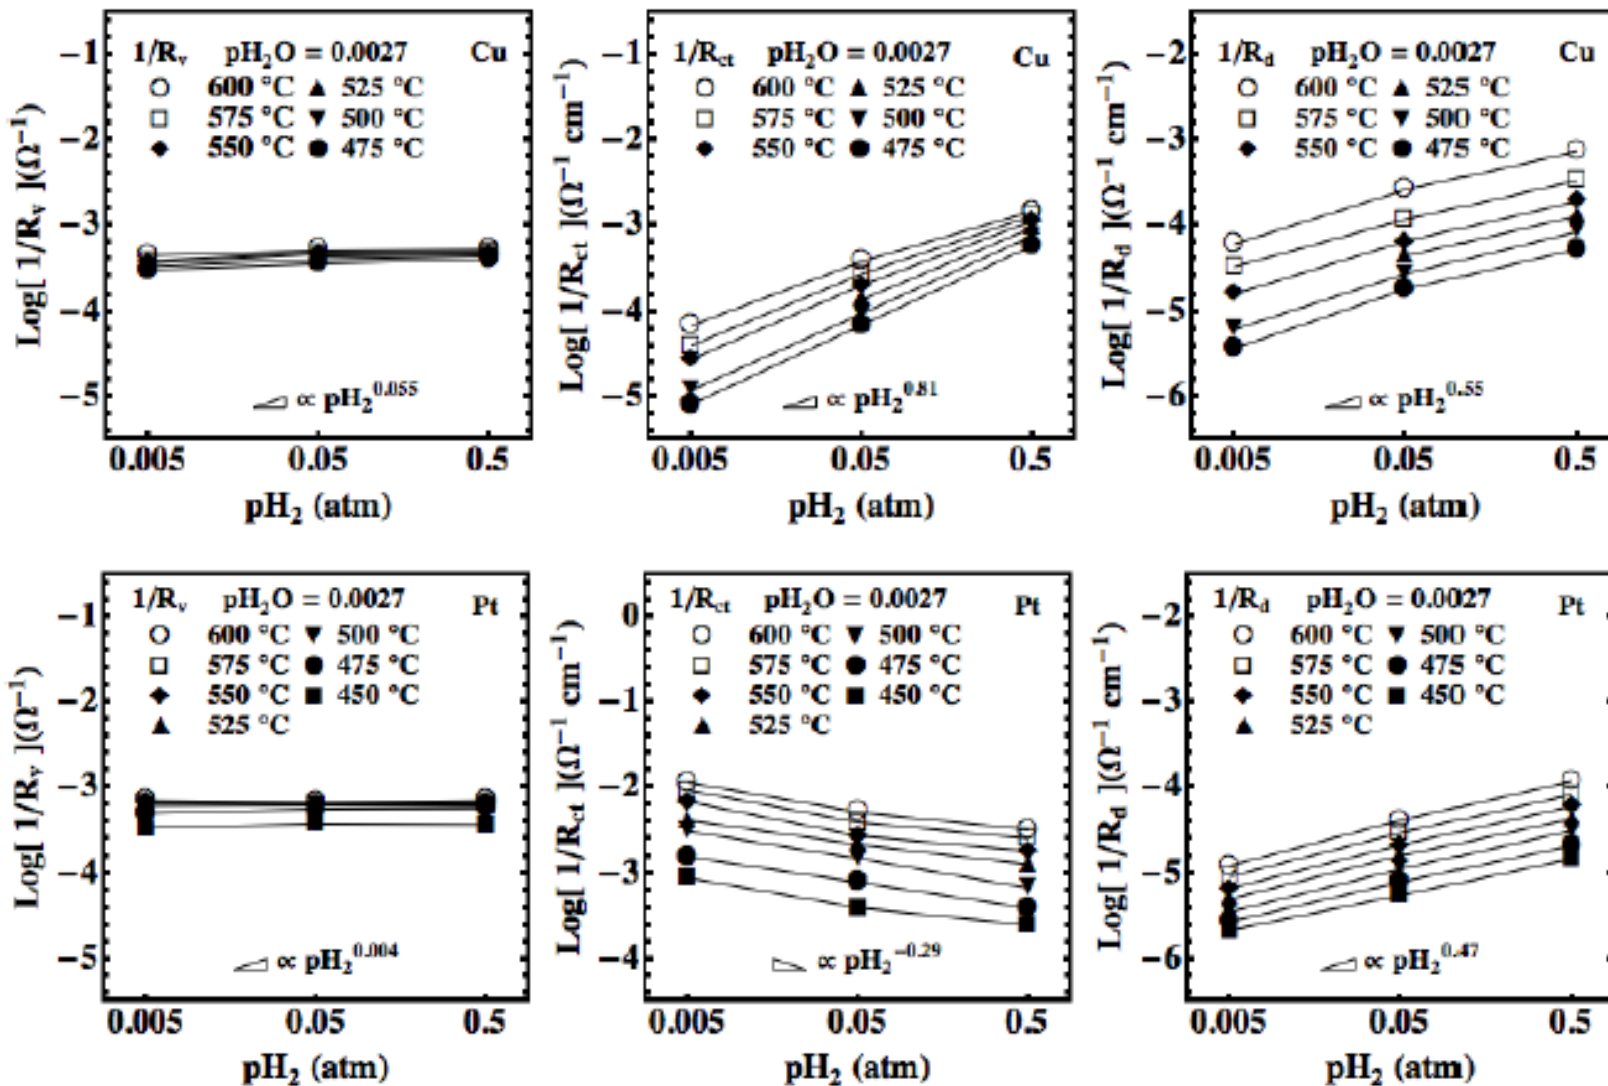 1/Rᵥ pH₂O = 0.0027 Cu
600 °C 525 °C
575 °C 500 °C
550 °C 475 °C
−1
−2
−3
−4
−5
Log[ 1/Rᵥ ](Ω⁻¹)
∝ pH₂^0.055
0.005 0.05 0.5
pH₂ (atm)
1/R_ct pH₂O = 0.0027 Cu
600 °C 525 °C
575 °C 500 °C
550 °C 475 °C
−1
−2
−3
−4
−5
Log[ 1/R_ct ](Ω⁻¹ cm⁻¹)
∝ pH₂^0.81
0.005 0.05 0.5
pH₂ (atm)
1/R_d pH₂O = 0.0027 Cu
600 °C 525 °C
575 °C 500 °C
550 °C 475 °C
−2
−3
−4
−5
−6
Log[ 1/R_d ](Ω⁻¹ cm⁻¹)
∝ pH₂^0.55
0.005 0.05 0.5
pH₂ (atm)
1/Rᵥ pH₂O = 0.0027 Pt
600 °C 500 °C
575 °C 475 °C
550 °C 450 °C
525 °C
−1
−2
−3
−4
−5
Log[ 1/Rᵥ ](Ω⁻¹)
∝ pH₂^0.004
0.005 0.05 0.5
pH₂ (atm)
1/R_ct pH₂O = 0.0027 Pt
600 °C 500 °C
575 °C 475 °C
550 °C 450 °C
525 °C
0
−1
−2
−3
−4
Log[ 1/R_ct ](Ω⁻¹ cm⁻¹)
∝ pH₂^−0.29
0.005 0.05 0.5
pH₂ (atm)
1/R_d pH₂O = 0.0027 Pt
600 °C 500 °C
575 °C 475 °C
550 °C 450 °C
525 °C
−2
−3
−4
−5
−6
Log[ 1/R_d ](Ω⁻¹ cm⁻¹)
∝ pH₂^0.47
0.005 0.05 0.5
pH₂ (atm)